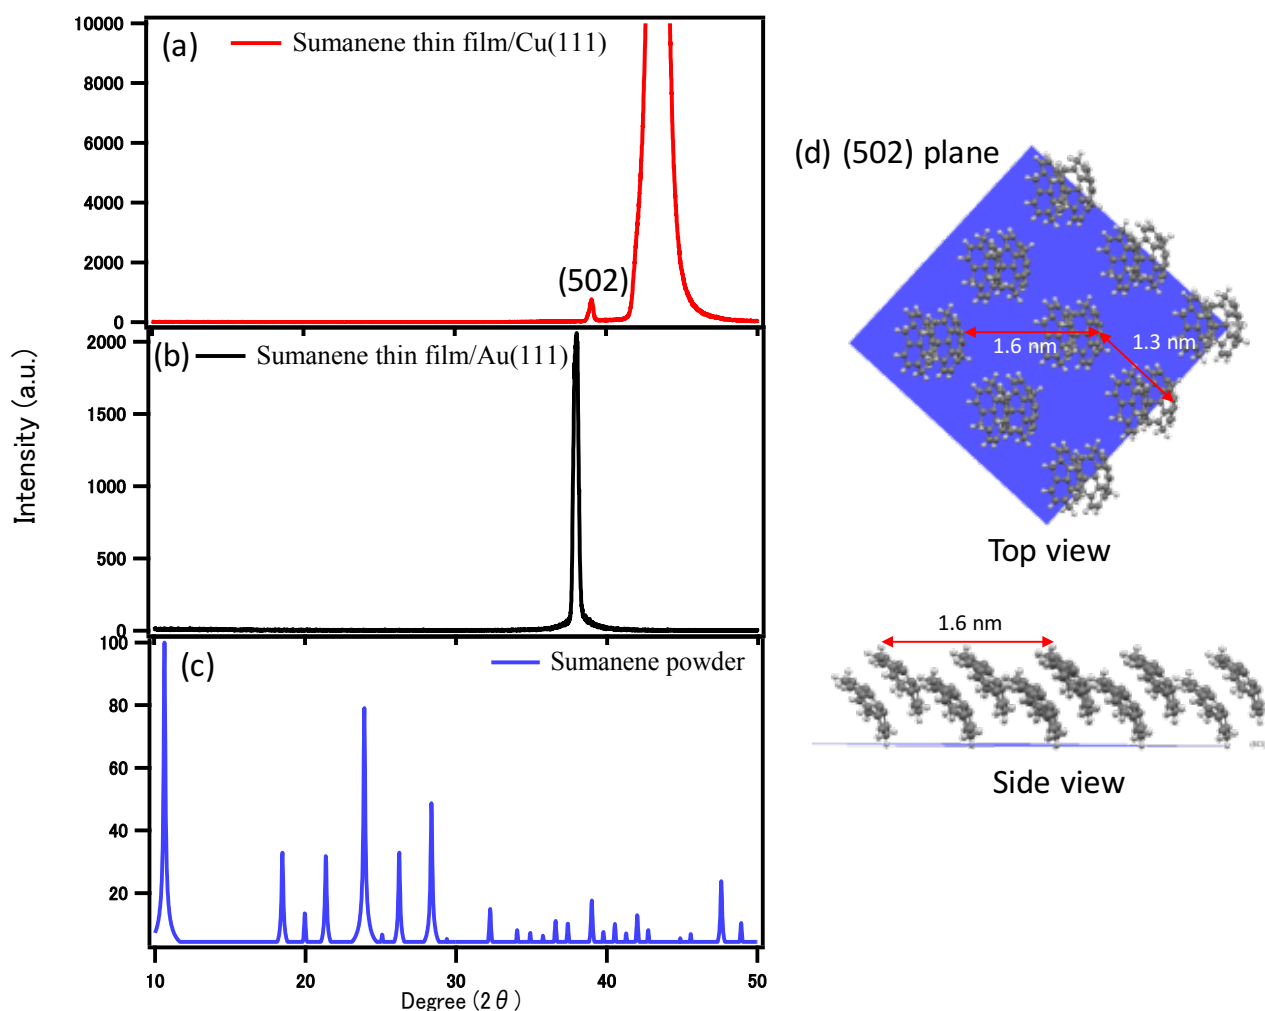 (a)
Sumanene thin film/Cu(111)
10000
8000
6000
4000
2000
0
(502)
(b)
Sumanene thin film/Au(111)
2000
1500
1000
500
0
(c)
Sumanene powder
100
80
60
40
20
10 20 30 40 50
Degree (2θ)
Intensity (a.u.)
(d) (502) plane
1.6 nm
1.3 nm
Top view
1.6 nm
Side view